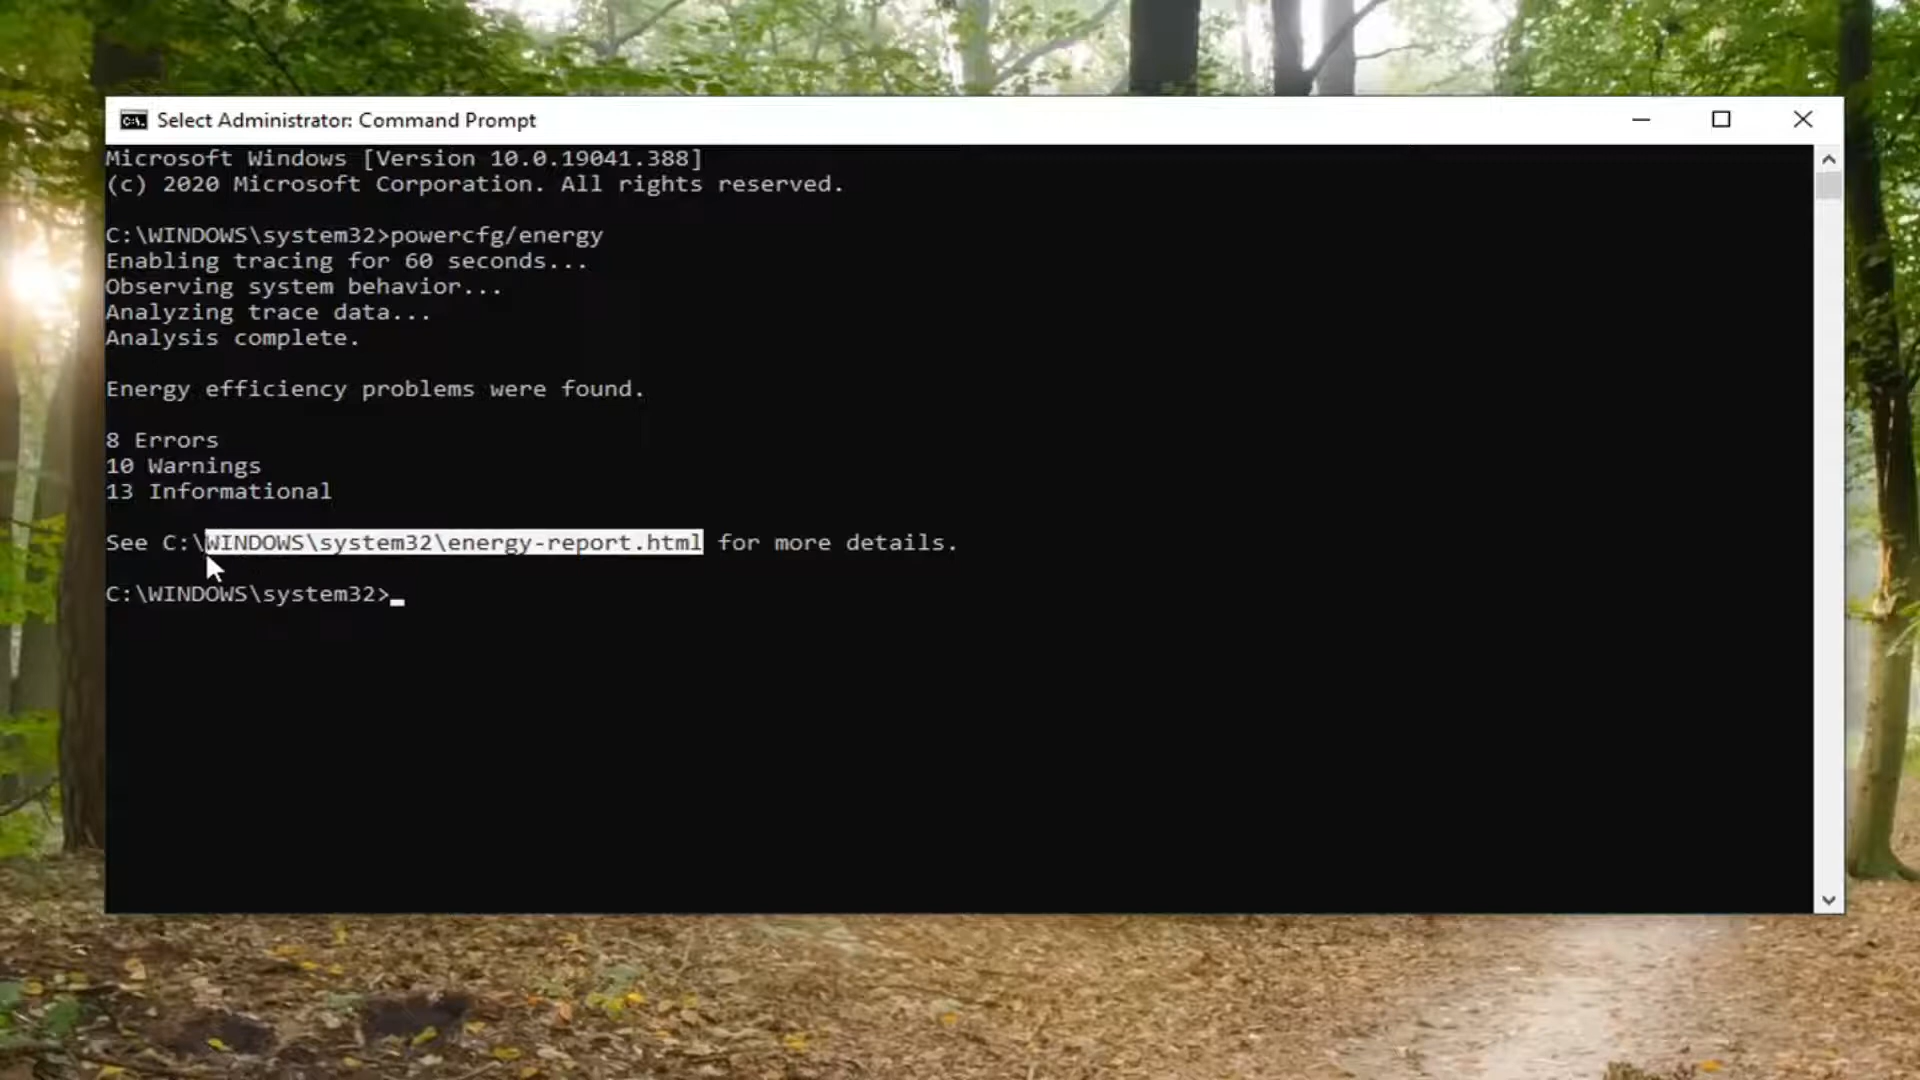 Select Administrator: Command Prompt
Microsoft Windows [Version 10.0.19041.388]
(c) 2020 Microsoft Corporation. All rights reserved.
C:\WINDOWS\system32>powercfg/energy
Enabling tracing for 60 seconds...
Observing system behavior...
Analyzing trace data...
Analysis complete.
Energy efficiency problems were found.
8 Errors
10 Warnings
13 Informational
See C:\WINDOWS\system32\energy-report.html for more details.
C:\WINDOWS\system32>